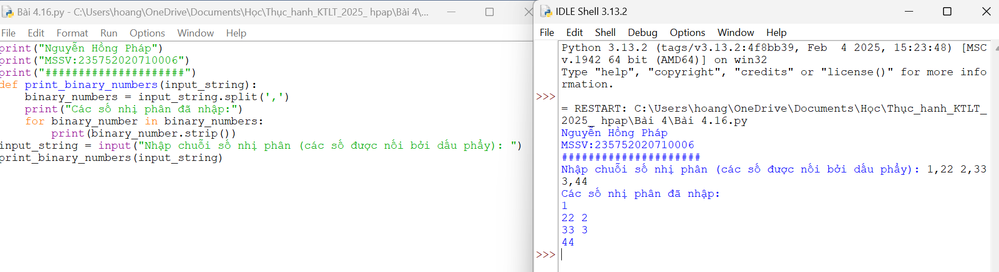 Bài 4.16.py - C:\Users\hoang\OneDrive\Documents\Học\Thục_hanh_KTLT_2025_ hpap\Bài 4\...
File Edit Format Run Options Window Help
print("Nguyễn Hồng Pháp")
print("MSSV:235752020710006")
print("#####################")
def print_binary_numbers(input_string):
    binary_numbers = input_string.split(',')
    print("Các số nhị phân đã nhập:")
    for binary_number in binary_numbers:
        print(binary_number.strip())
input_string = input("Nhập chuỗi số nhị phân (các số được nối bởi dấu phẩy): ")
print_binary_numbers(input_string)
IDLE Shell 3.13.2
File Edit Shell Debug Options Window Help
Python 3.13.2 (tags/v3.13.2:4f8bb39, Feb  4 2025, 15:23:48) [MSC
v.1942 64 bit (AMD64)] on win32
Type "help", "copyright", "credits" or "license()" for more info
rmation.
>>>
= RESTART: C:\Users\hoang\OneDrive\Documents\Học\Thục_hanh_KTLT_
2025_ hpap\Bài 4\Bài 4.16.py
Nguyễn Hồng Pháp
MSSV:235752020710006
#####################
Nhập chuỗi số nhị phân (các số được nối bởi dấu phẩy): 1,22 2,33
3,44
Các số nhị phân đã nhập:
1
22 2
33 3
44
>>>